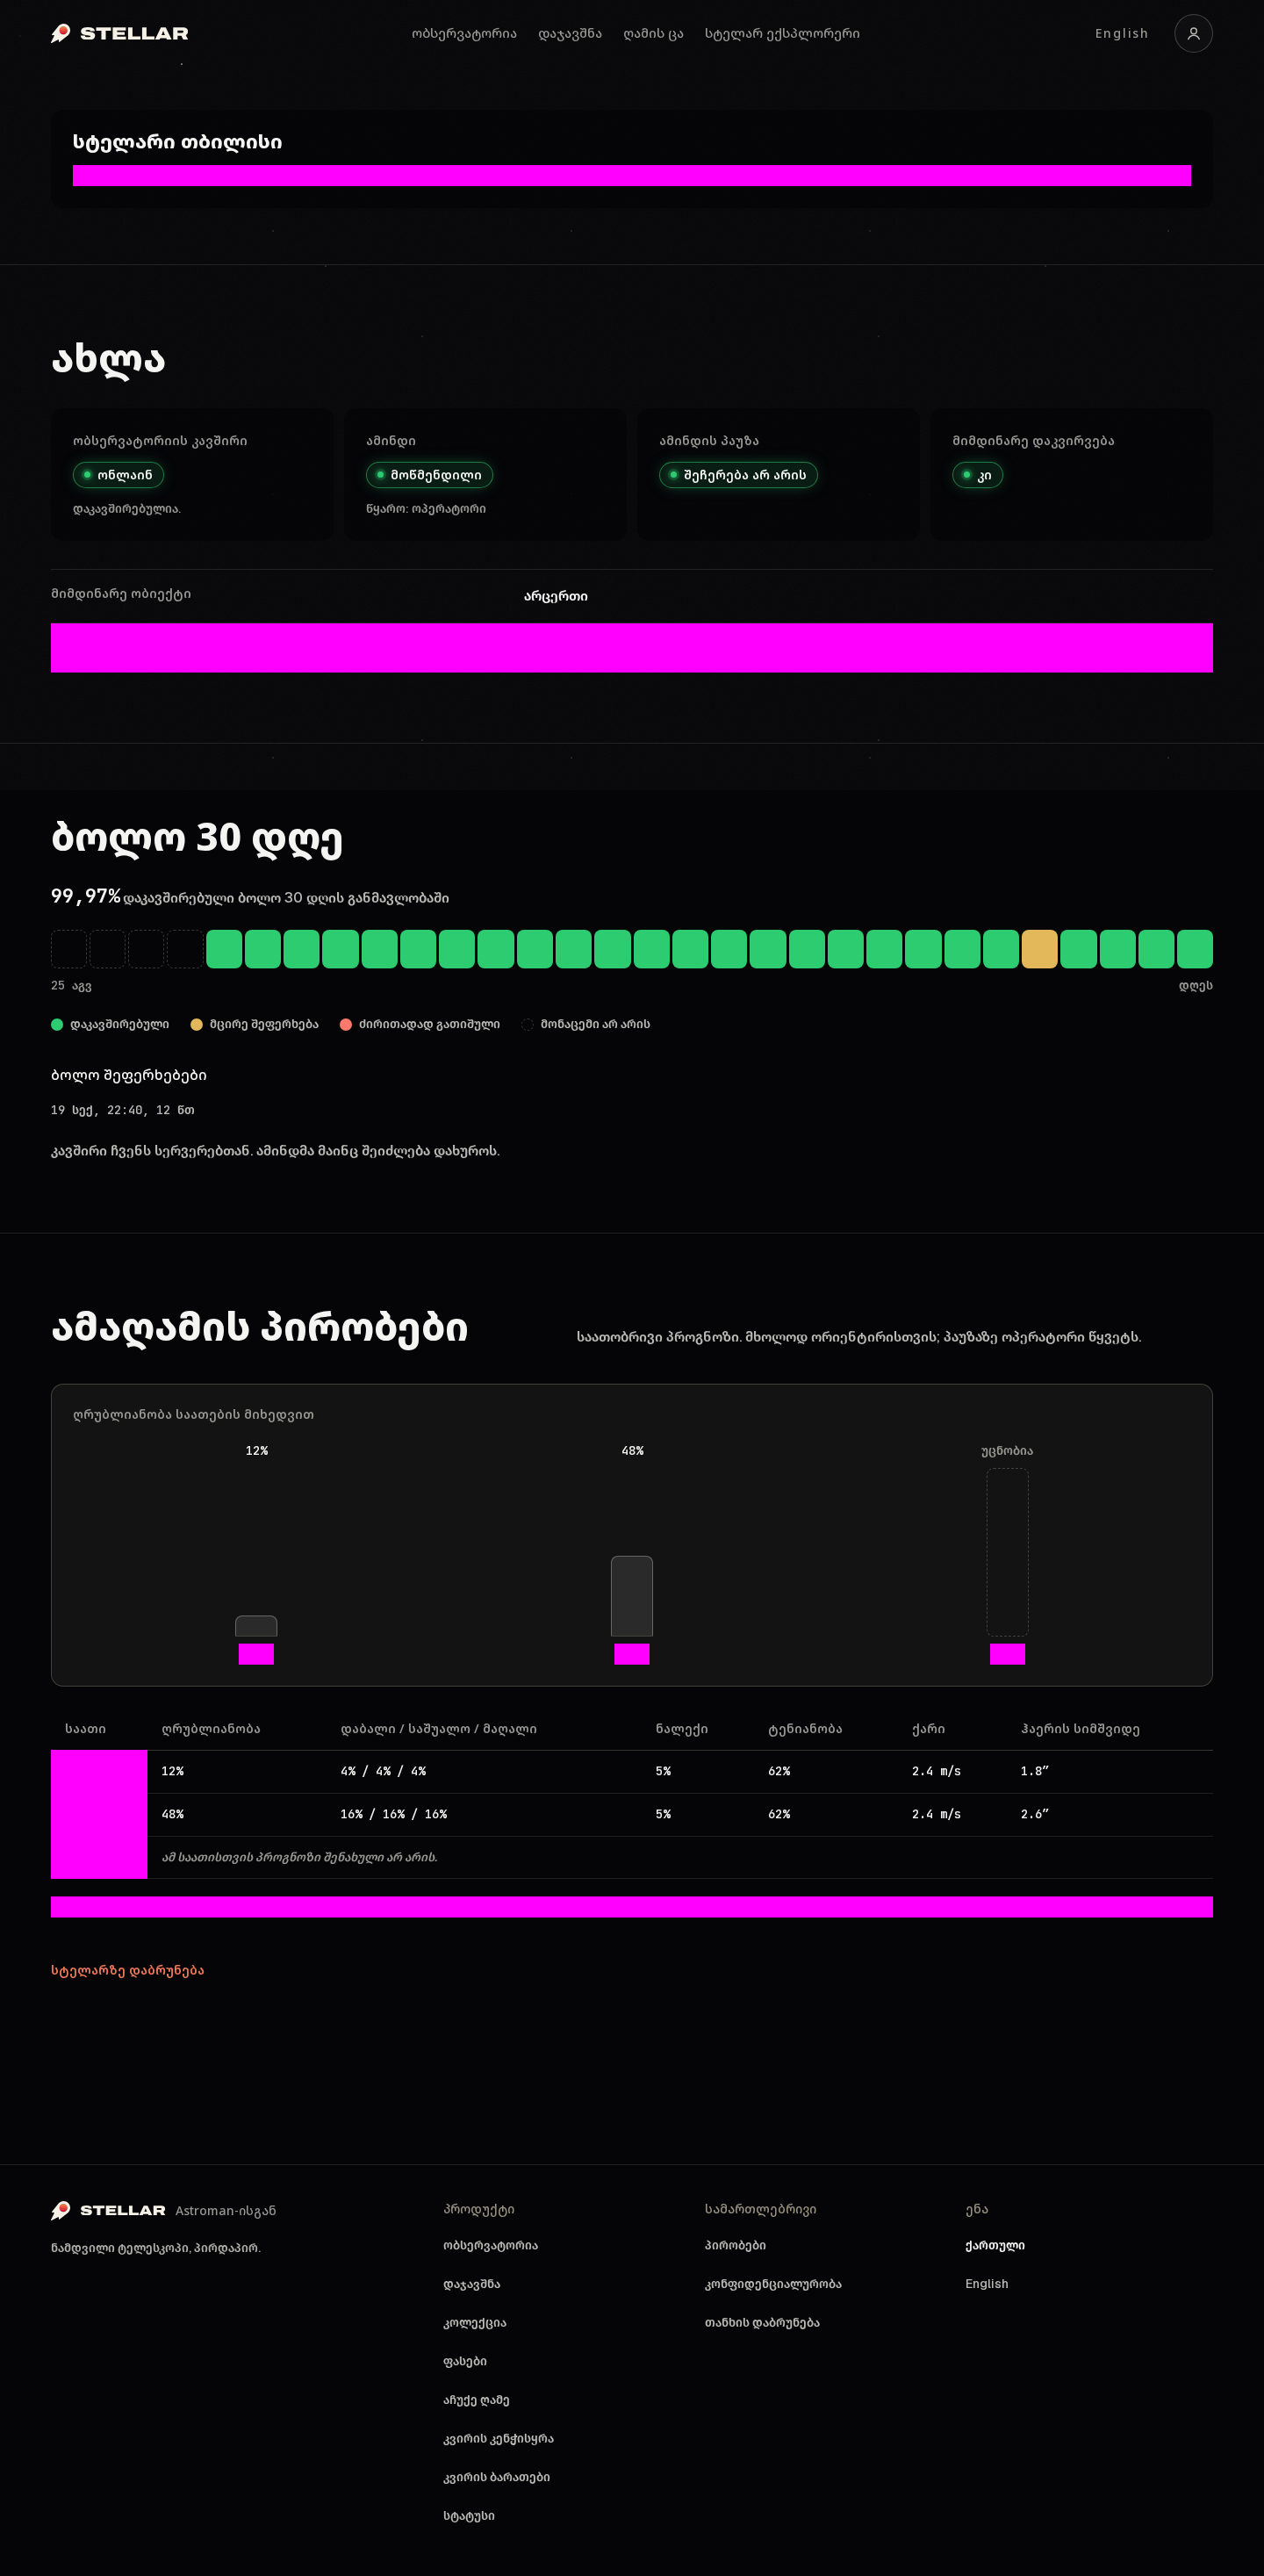 STELLAR
ობსერვატორია დაჯავშნა ღამის ცა სტელარ ექსპლორერი
English
სტელარი თბილისი
ახლა
ობსერვატორიის კავშირი
ონლაინ
დაკავშირებულია.
ამინდი
მოწმენდილი
წყარო: ოპერატორი
ამინდის პაუზა
შეჩერება არ არის
მიმდინარე დაკვირვება
კი
მიმდინარე ობიექტი არცერთი
ბოლო 30 დღე
99,97% დაკავშირებული ბოლო 30 დღის განმავლობაში
25 აგვ დღეს
დაკავშირებული მცირე შეფერხება ძირითადად გათიშული მონაცემი არ არის
ბოლო შეფერხებები
19 სექ, 22:40, 12 წთ
კავშირი ჩვენს სერვერებთან. ამინდმა მაინც შეიძლება დახუროს.
ამაღამის პირობები
საათობრივი პროგნოზი. მხოლოდ ორიენტირისთვის; პაუზაზე ოპერატორი წყვეტს.
ღრუბლიანობა საათების მიხედვით
12% 48% უცნობია
საათი ღრუბლიანობა დაბალი / საშუალო / მაღალი ნალექი ტენიანობა ქარი ჰაერის სიმშვიდე
12% 4% / 4% / 4% 5% 62% 2.4 m/s 1.8″
48% 16% / 16% / 16% 5% 62% 2.4 m/s 2.6″
ამ საათისთვის პროგნოზი შენახული არ არის.
სტელარზე დაბრუნება
STELLAR Astroman-ისგან
ნამდვილი ტელესკოპი, პირდაპირ.
პროდუქტი
ობსერვატორია
დაჯავშნა
კოლექცია
ფასები
აჩუქე ღამე
კვირის კენჭისყრა
კვირის ბარათები
სტატუსი
სამართლებრივი
პირობები
კონფიდენციალურობა
თანხის დაბრუნება
ენა
ქართული
English